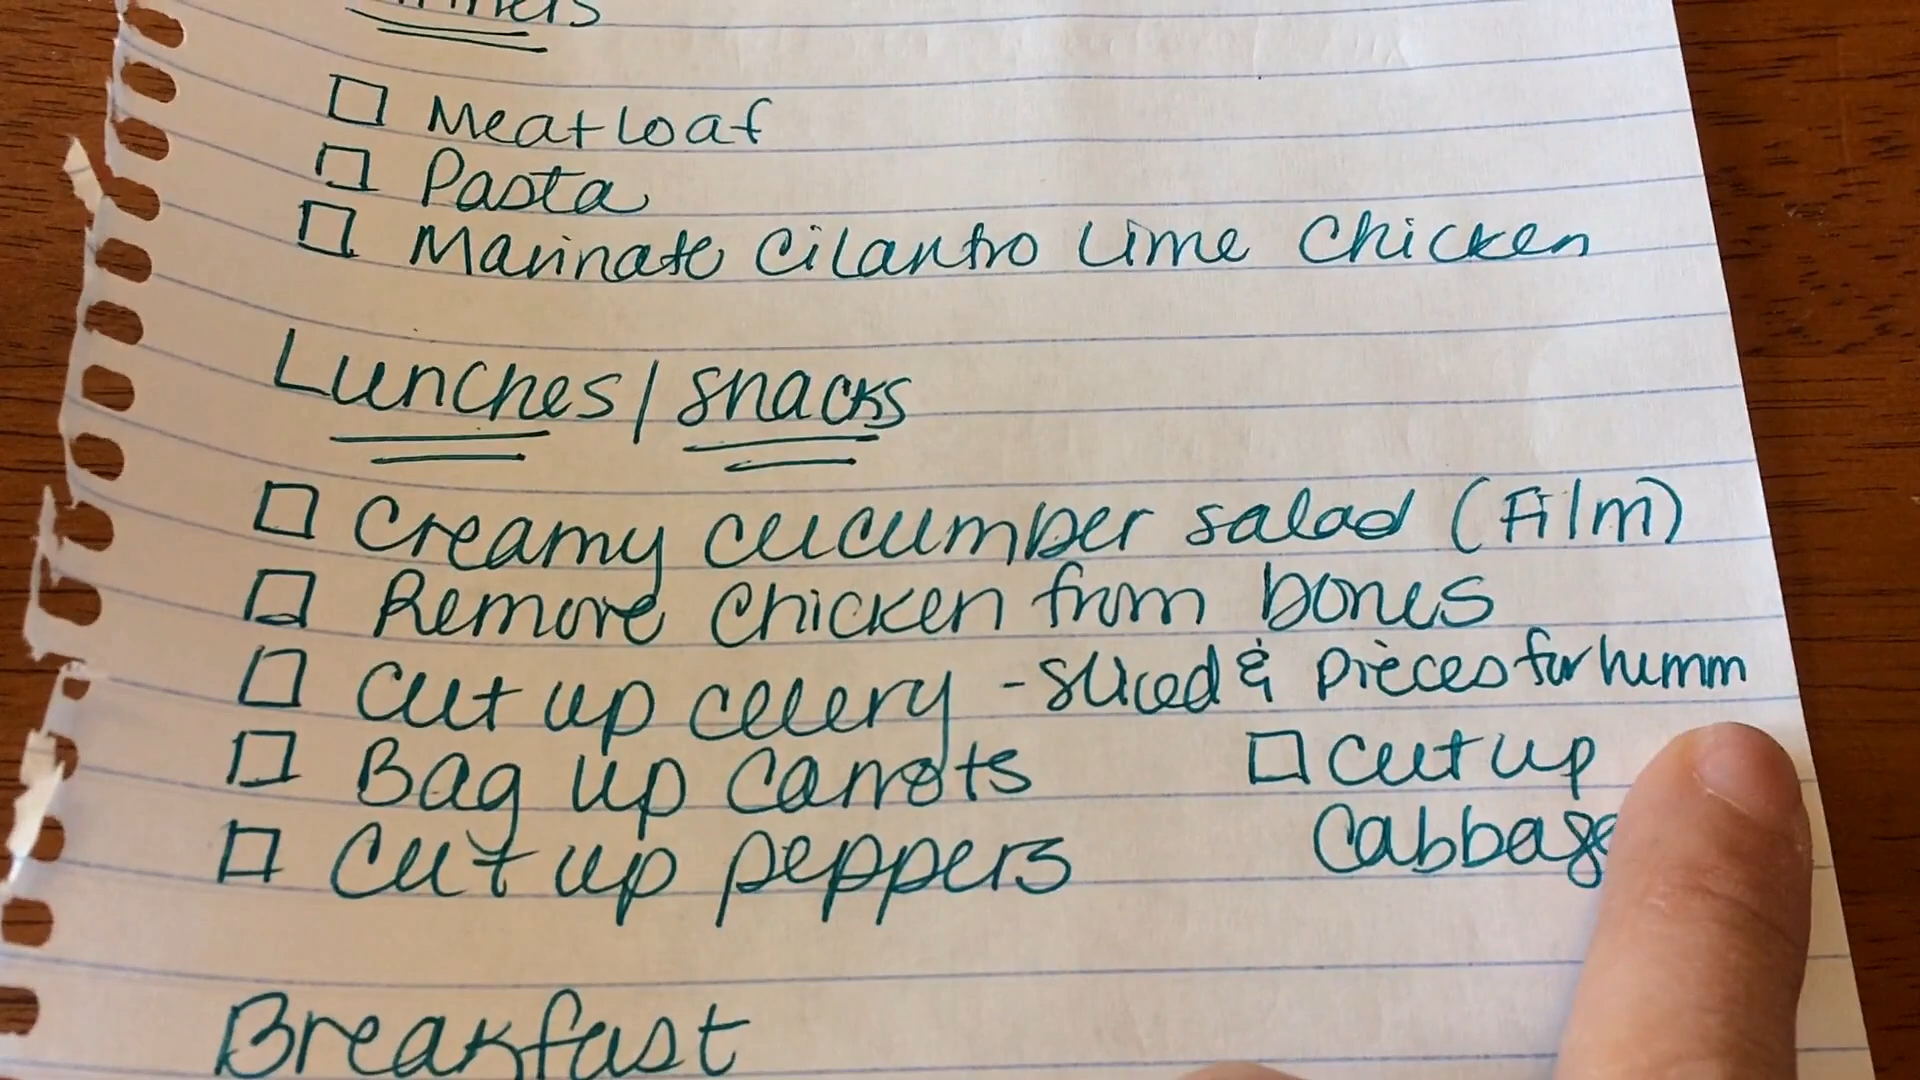 Meatloaf
Pasta
Marinate Cilantro Lime Chicken
Lunches/Snacks
Creamy cucumber salad (Film)
Remove Chicken from bones
Cut up celery - sliced & pieces for humm
Bag up Carrots
Cut up
Cabbage
Cut up peppers
Breakfast